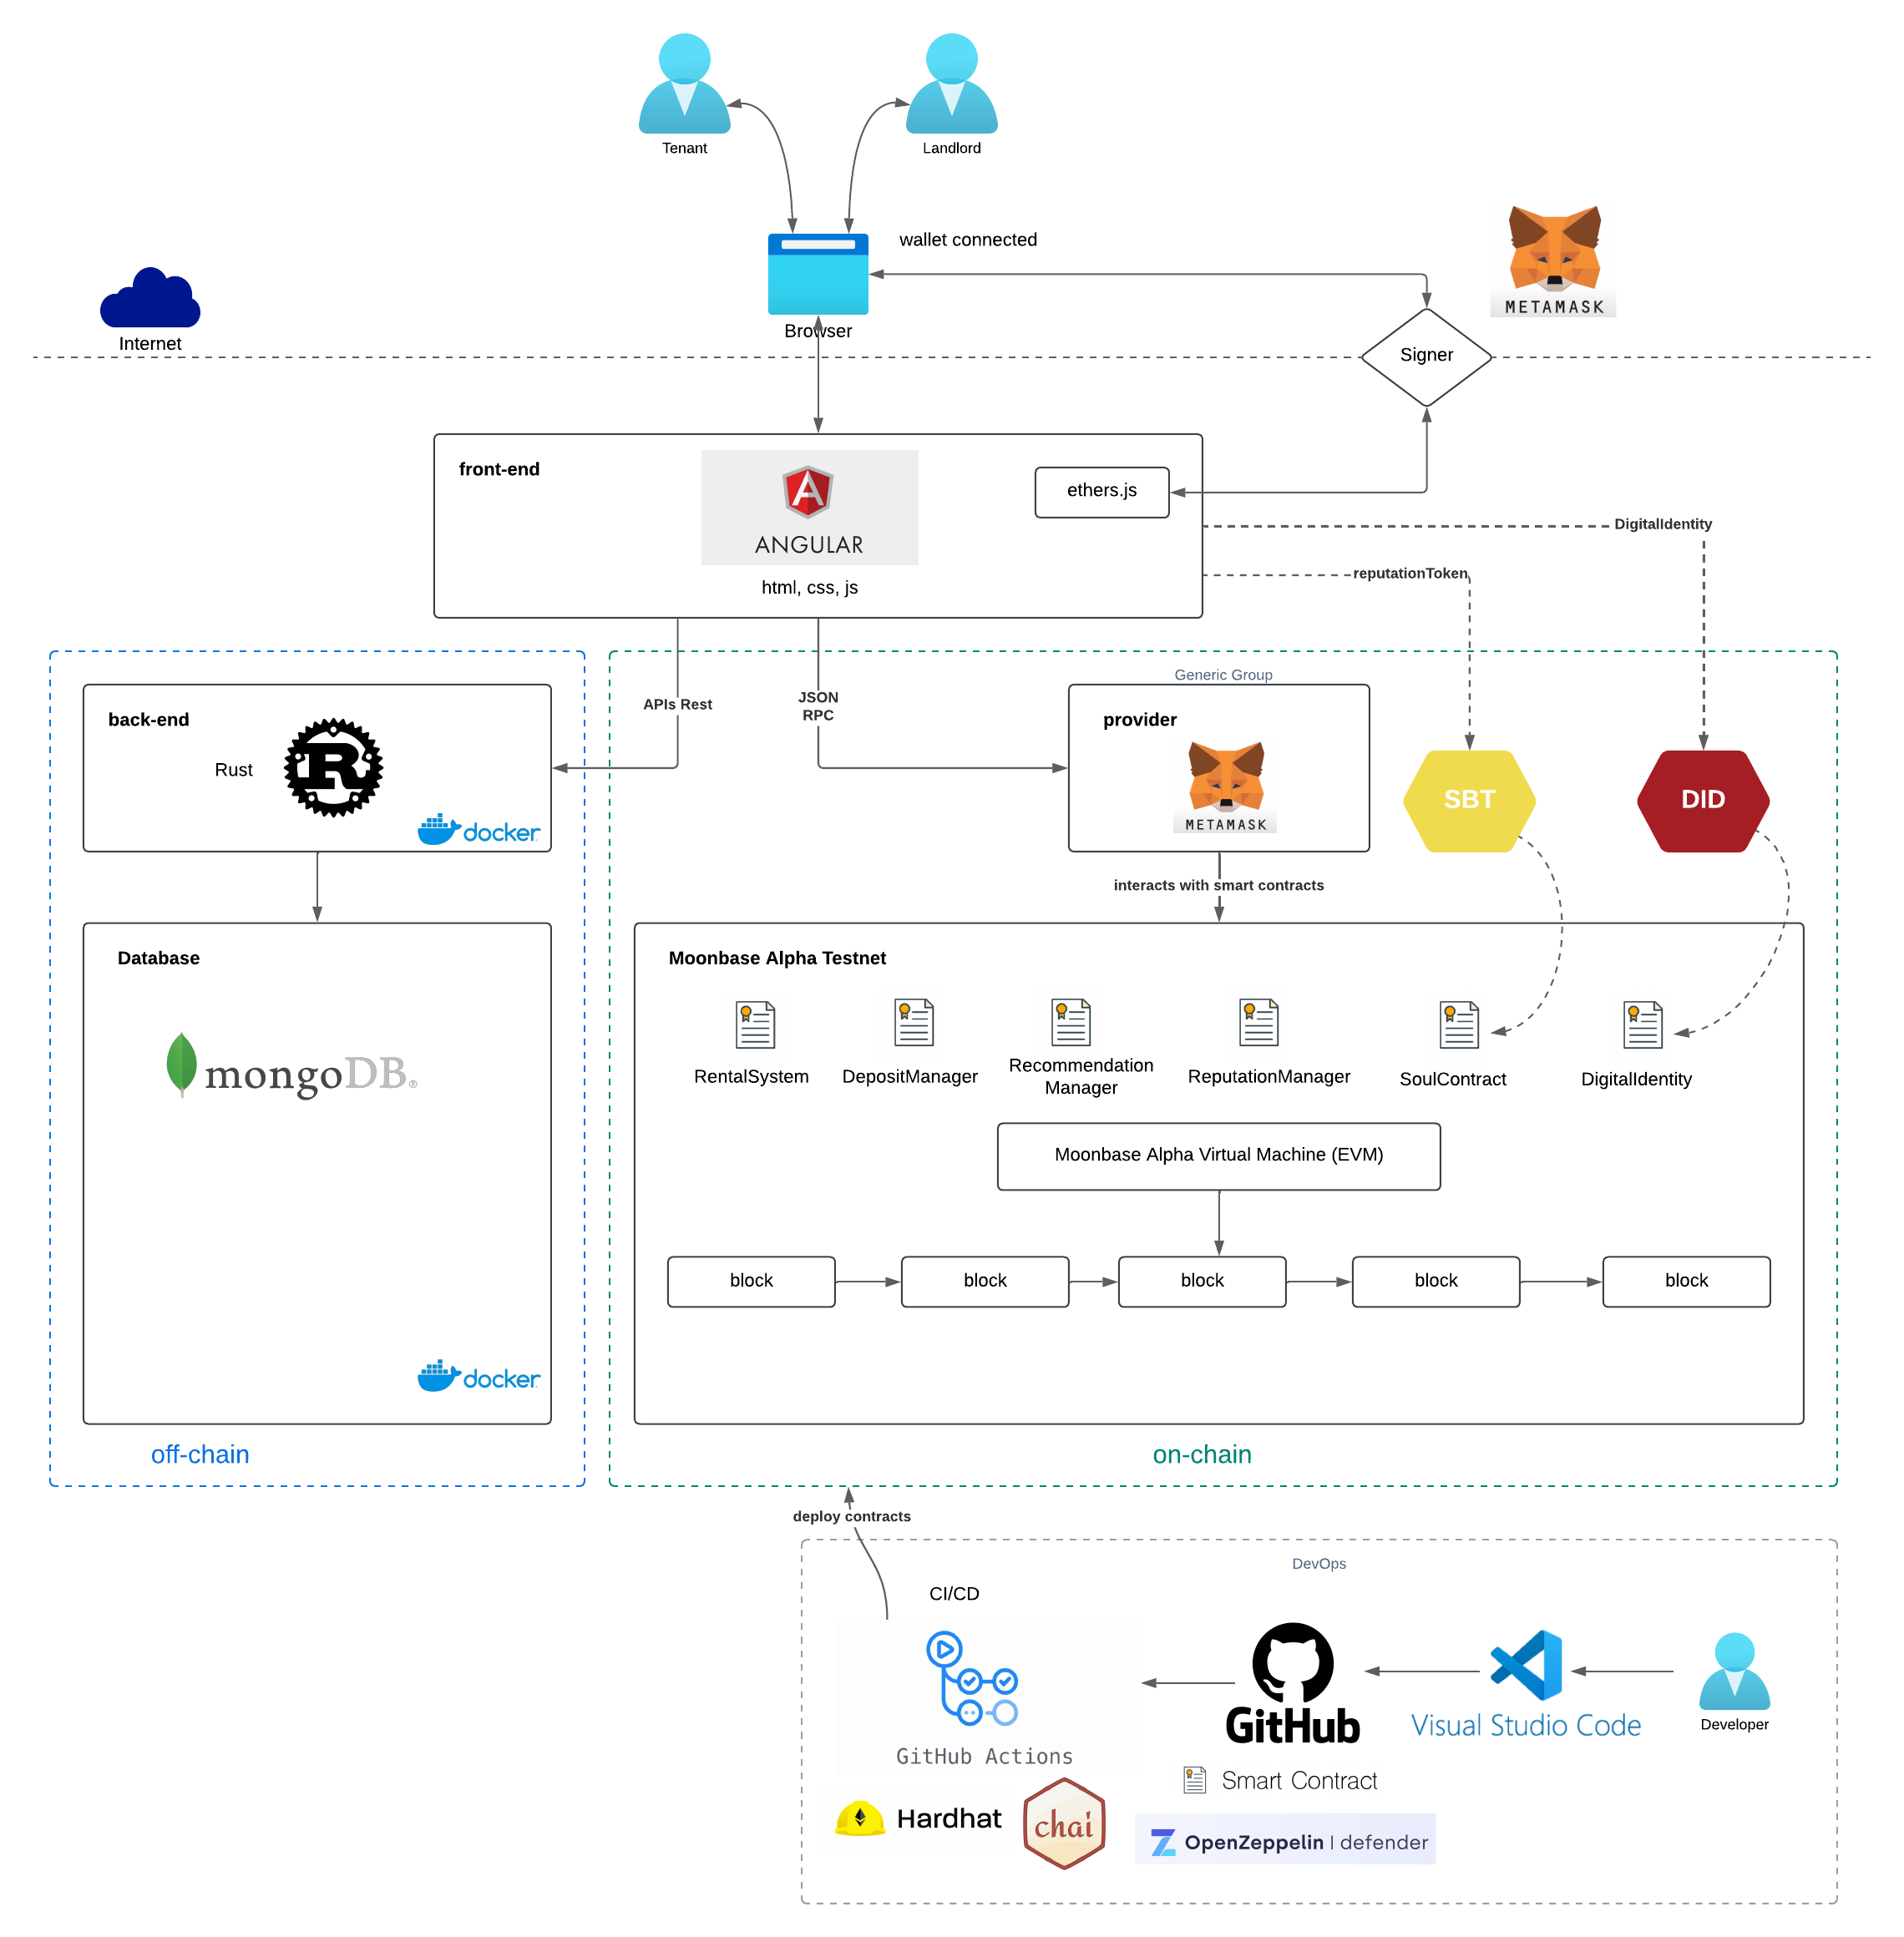 Tenant
Landlord
wallet connected
METAMASK
Internet
Browser
Signer
front-end
ANGULAR
html, css, js
ethers.js
DigitalIdentity
reputationToken
Generic Group
back-end
Rust
docker
APIs Rest
JSON
RPC
provider
METAMASK
SBT
DID
interacts with smart contracts
Database
mongoDB®
docker
off-chain
Moonbase Alpha Testnet
RentalSystem
DepositManager
Recommendation
Manager
ReputationManager
SoulContract
DigitalIdentity
Moonbase Alpha Virtual Machine (EVM)
block
block
block
block
block
on-chain
deploy contracts
DevOps
CI/CD
GitHub Actions
GitHub
Visual Studio Code
Developer
Smart Contract
Hardhat
chai
OpenZeppelin | defender